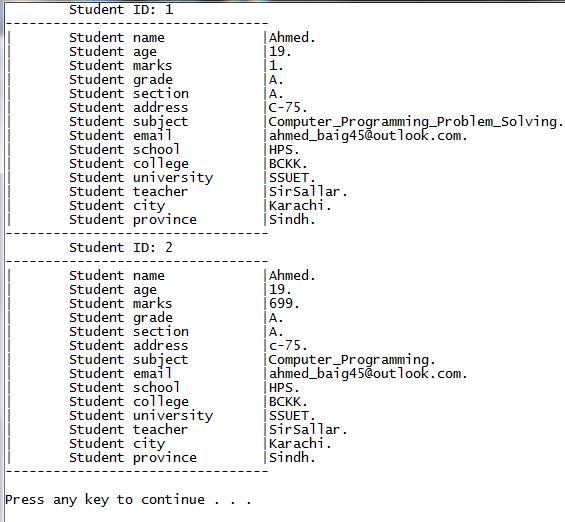 Student ID: 1
---------------------------------
| Student name |Ahmed.
| Student age |19.
| Student marks |1.
| Student grade |A.
| Student section |A.
| Student address |C-75.
| Student subject |Computer_Programming_Problem_Solving.
| Student email |ahmed_baig45@outlook.com.
| Student school |HPS.
| Student college |BCKK.
| Student university |SSUET.
| Student teacher |SirSallar.
| Student city |Karachi.
| Student province |Sindh.
---------------------------------
Student ID: 2
---------------------------------
| Student name |Ahmed.
| Student age |19.
| Student marks |699.
| Student grade |A.
| Student section |A.
| Student address |c-75.
| Student subject |Computer_Programming.
| Student email |ahmed_baig45@outlook.com.
| Student school |HPS.
| Student college |BCKK.
| Student university |SSUET.
| Student teacher |SirSallar.
| Student city |Karachi.
| Student province |Sindh.
---------------------------------
Press any key to continue . . .